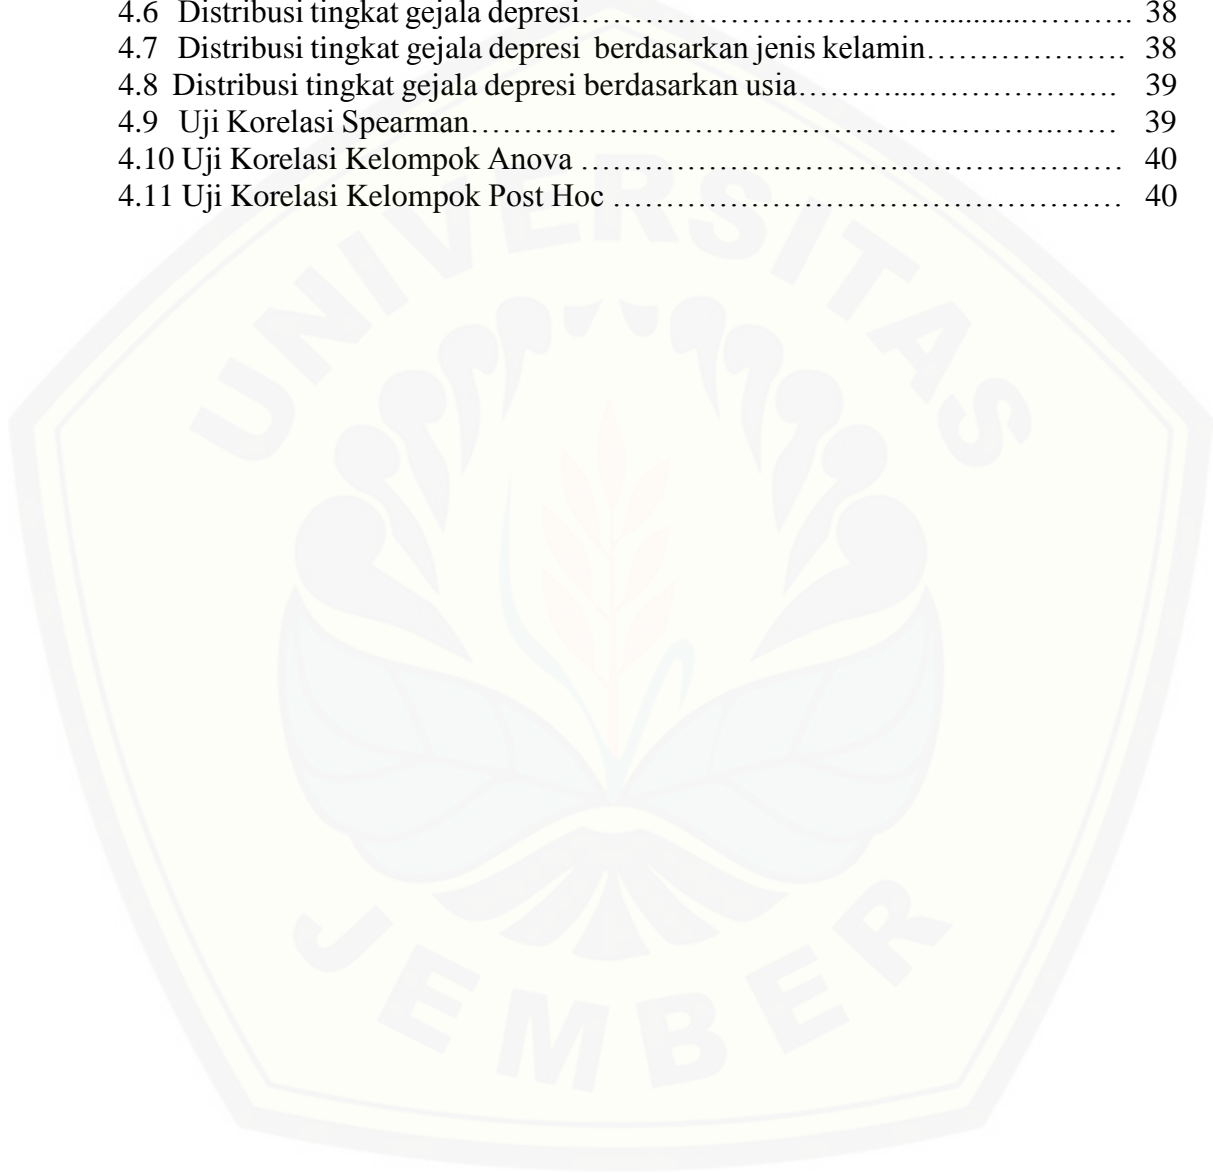 4.6 Distribusi tingkat gejala depresi…………………………….............………. 38
4.7 Distribusi tingkat gejala depresi berdasarkan jenis kelamin………………. 38
4.8 Distribusi tingkat gejala depresi berdasarkan usia………...………………. 39
4.9 Uji Korelasi Spearman……………………………………………….…… 39
4.10 Uji Korelasi Kelompok Anova ……………………………………………… 40
4.11 Uji Korelasi Kelompok Post Hoc …………………………………………… 40
UNIVERSITAS
JEMBER